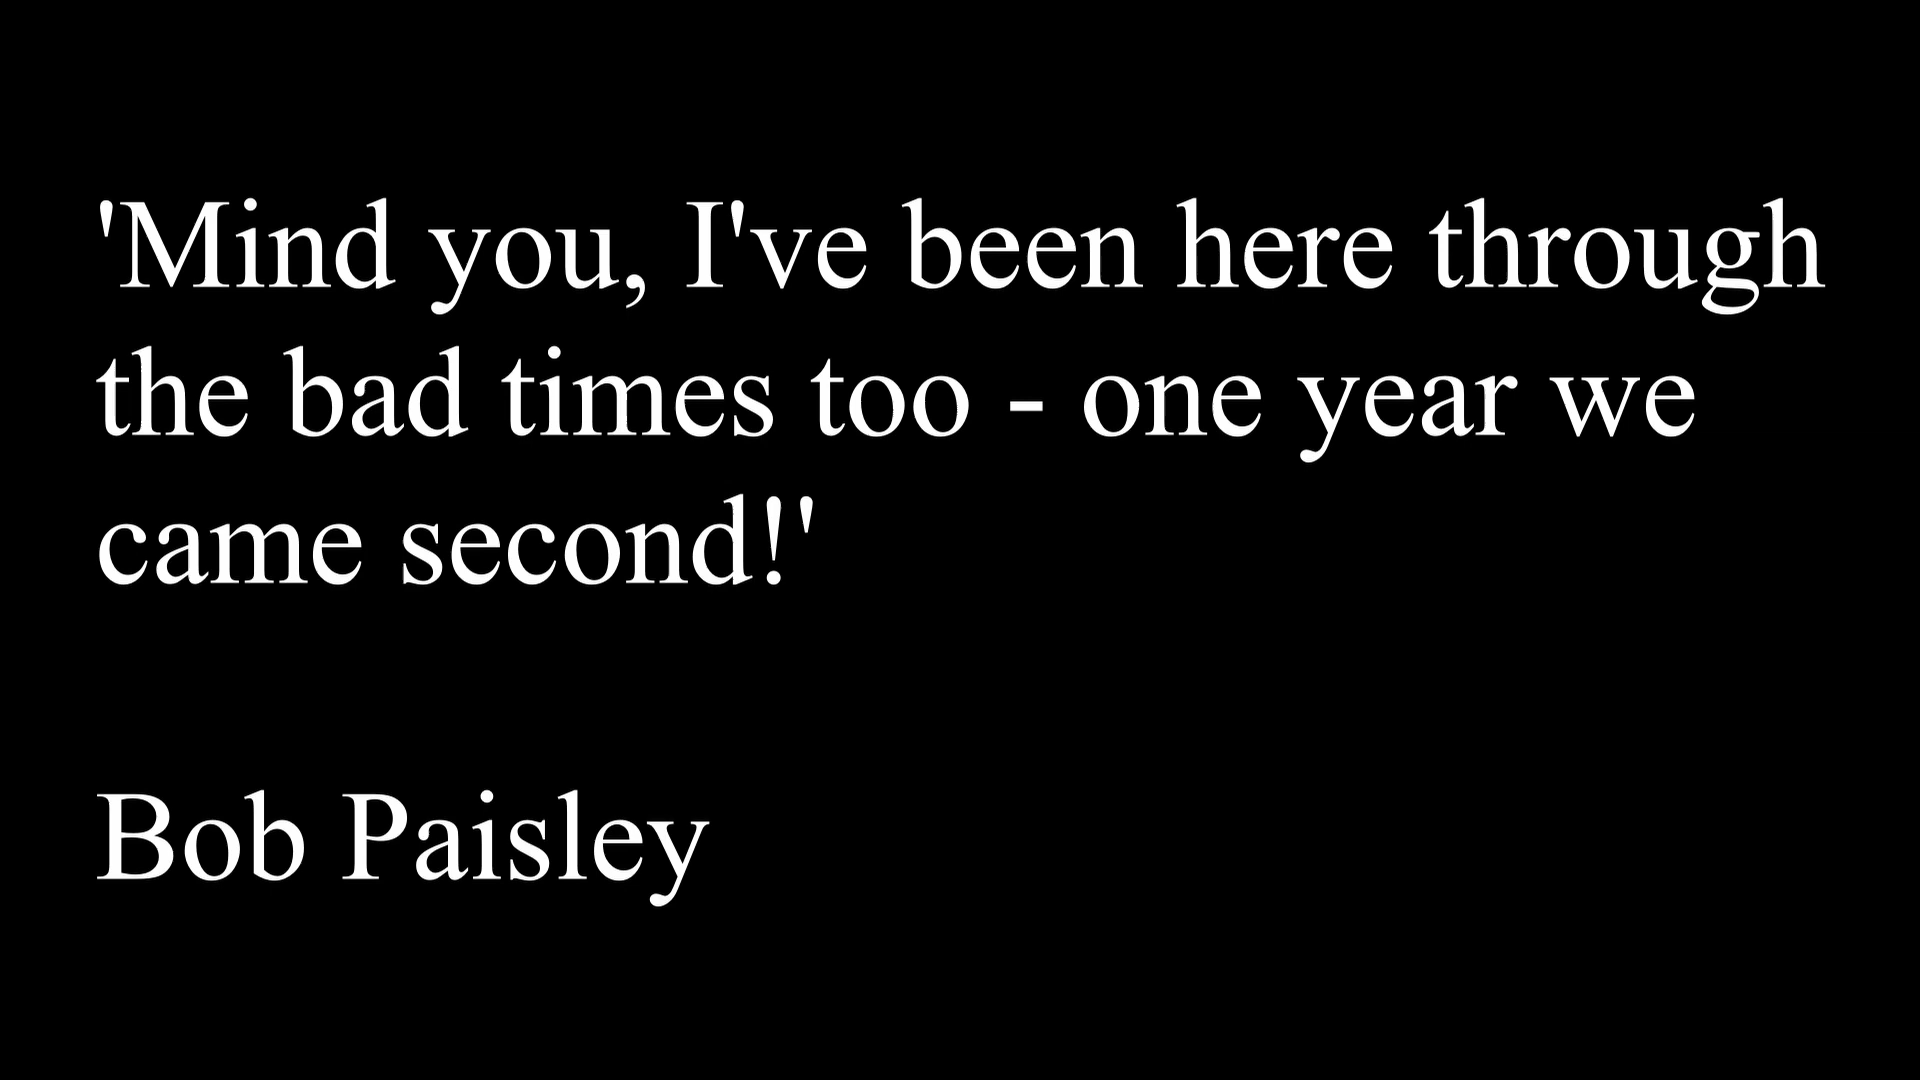 'Mind you, I've been here through
the bad times too - one year we
came second!'
Bob Paisley